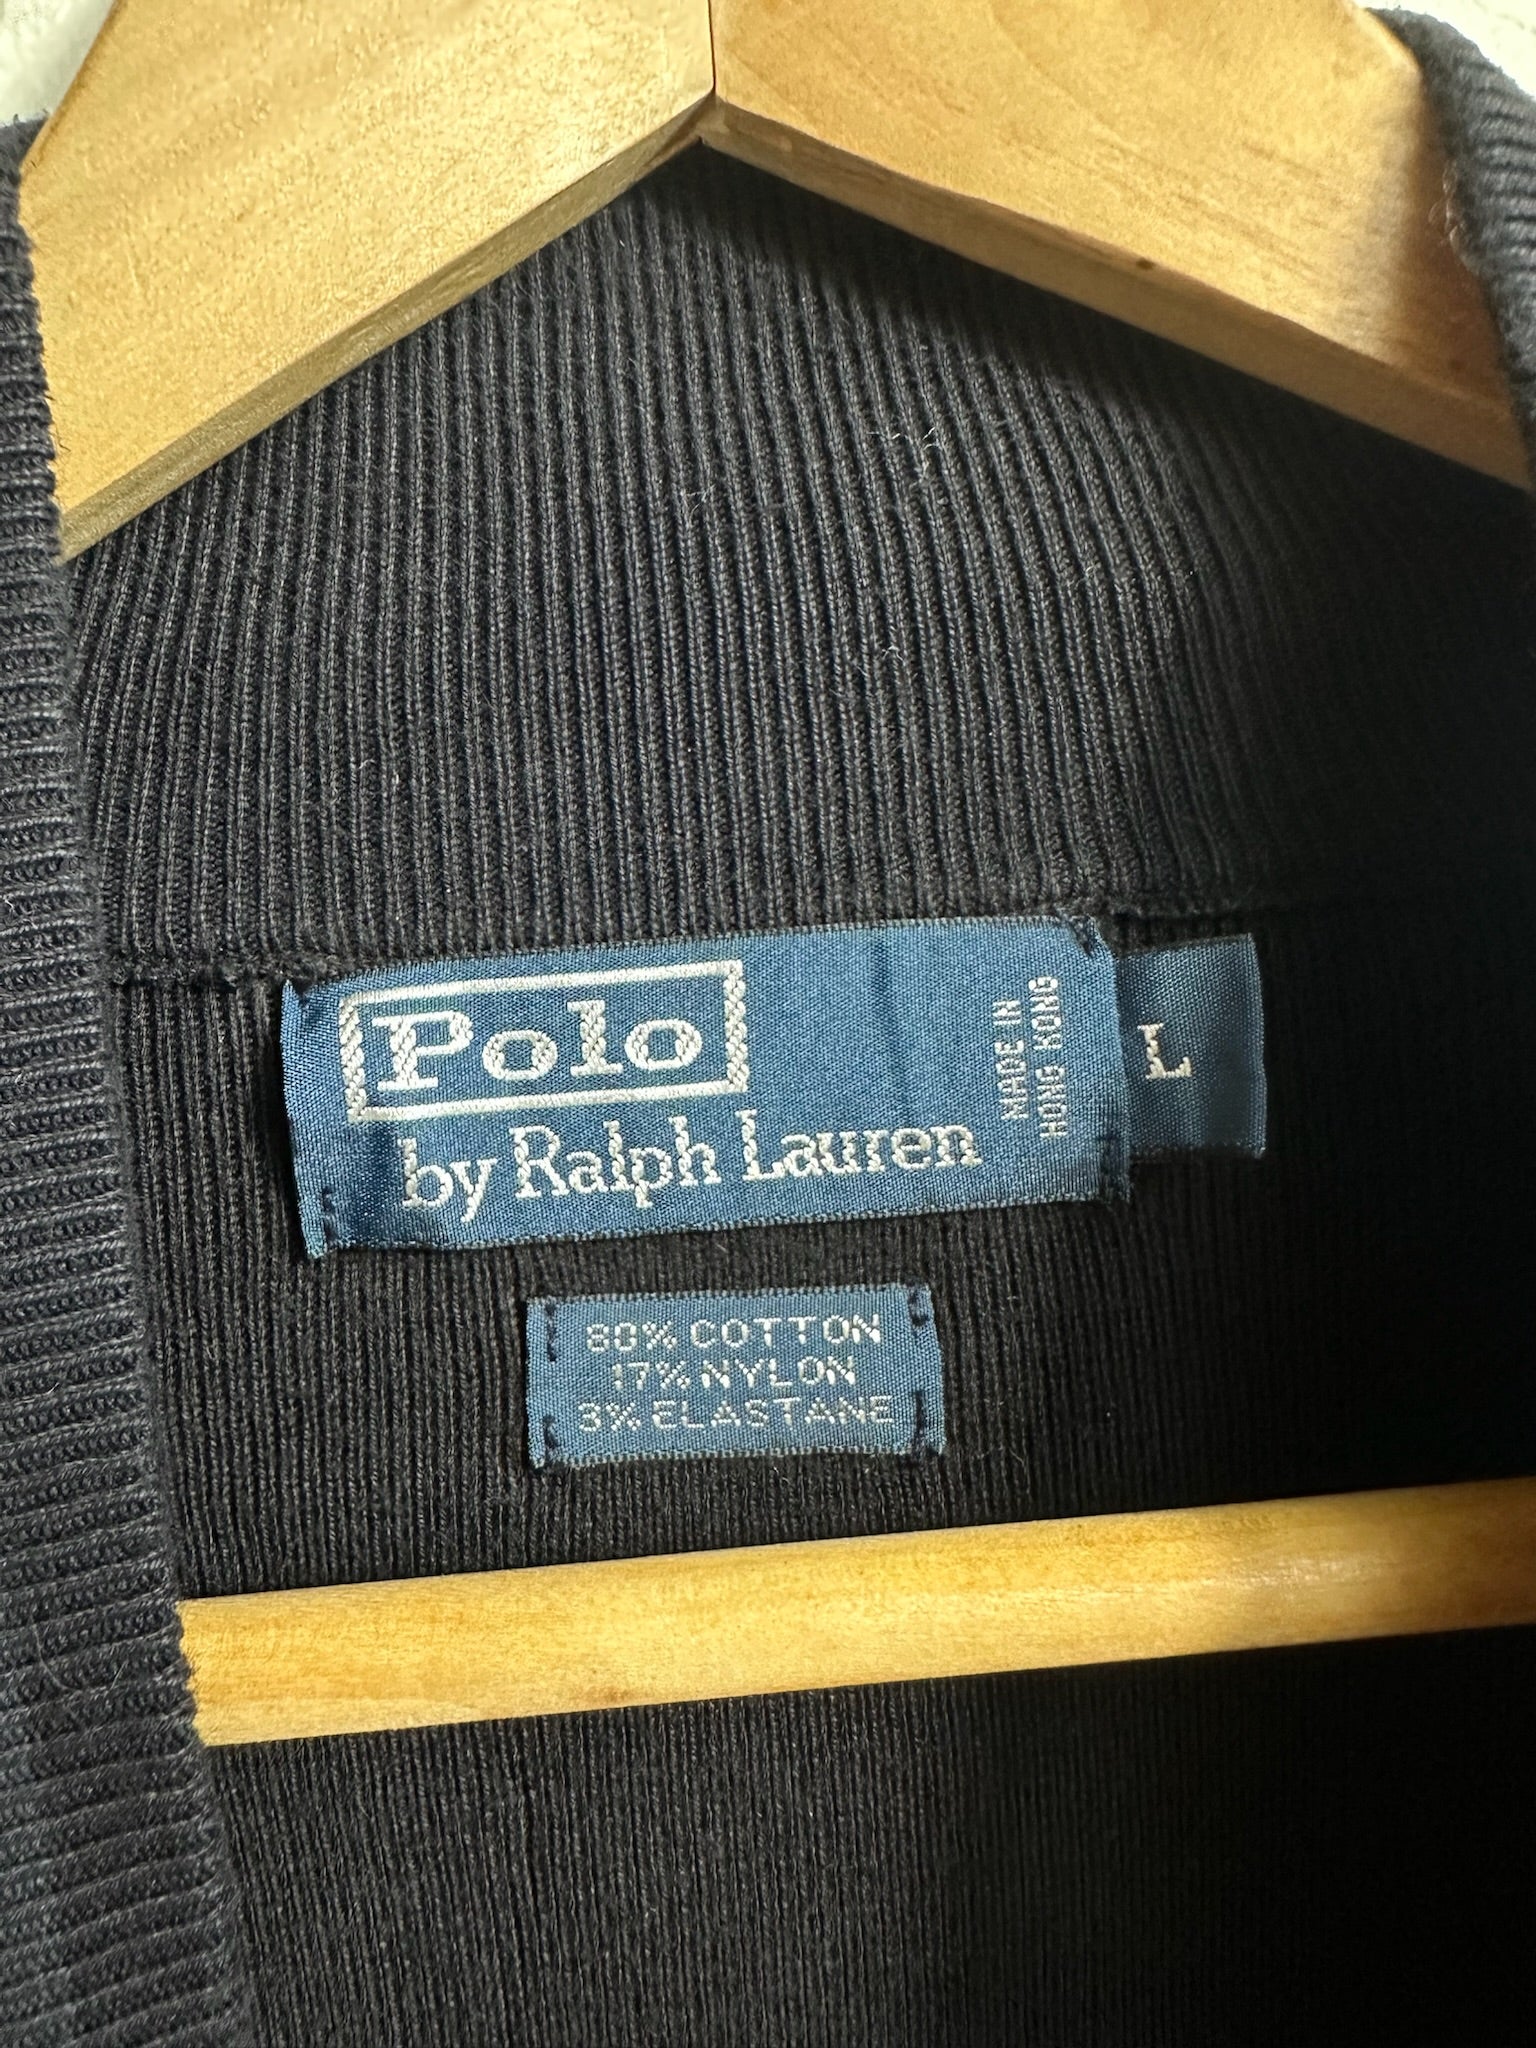 Polo
by Ralph Lauren
MADE IN
HONG KONG
L
80% COTTON
17% NYLON
3% ELASTANE